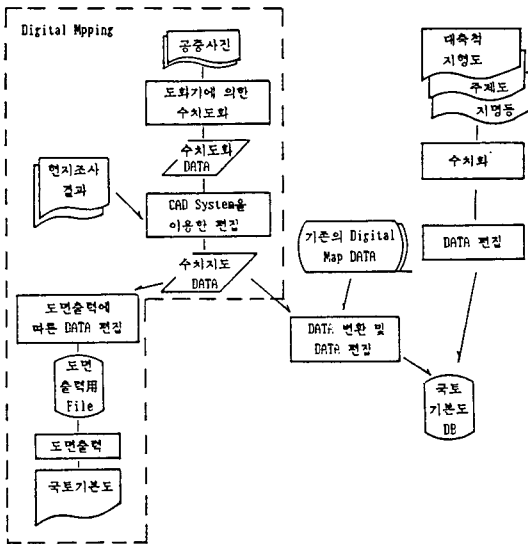 Digital Mpping
공중사진
도화기에 의한
수치도화
수치도화
DATA
현지조사
결과
CAD System을
이용한 편집
수치지도
DATA
도면출력에
따른 DATA 편집
도면
출력用
File
도면출력
국토기본도
대축척
지형도
주제도
지명등
수치화
DATA 편집
기존의 Digital
Map DATA
DATA 변환 및
DATA 편집
국토
기본도
DB